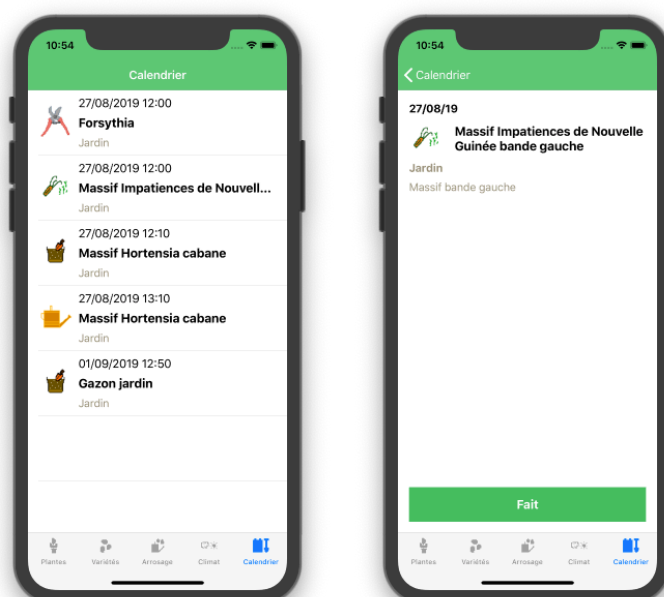 10:54
Calendrier
27/08/2019 12:00
Forsythia
Jardin
27/08/2019 12:00
Massif Impatiences de Nouvell...
Jardin
27/08/2019 12:10
Massif Hortensia cabane
Jardin
27/08/2019 13:10
Massif Hortensia cabane
Jardin
01/09/2019 12:50
Gazon jardin
Jardin
Plantes Variétés Arrosage Climat Calendrier
10:54
Calendrier
27/08/19
Massif Impatiences de Nouvelle
Guinée bande gauche
Jardin
Massif bande gauche
Fait
Plantes Variétés Arrosage Climat Calendrier